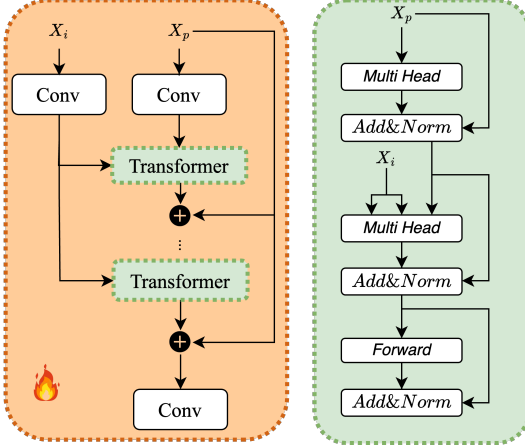 X_i
X_p
Conv
Conv
Transformer
+
...
Transformer
+
Conv
X_p
Multi Head
Add&Norm
X_i
Multi Head
Add&Norm
Forward
Add&Norm